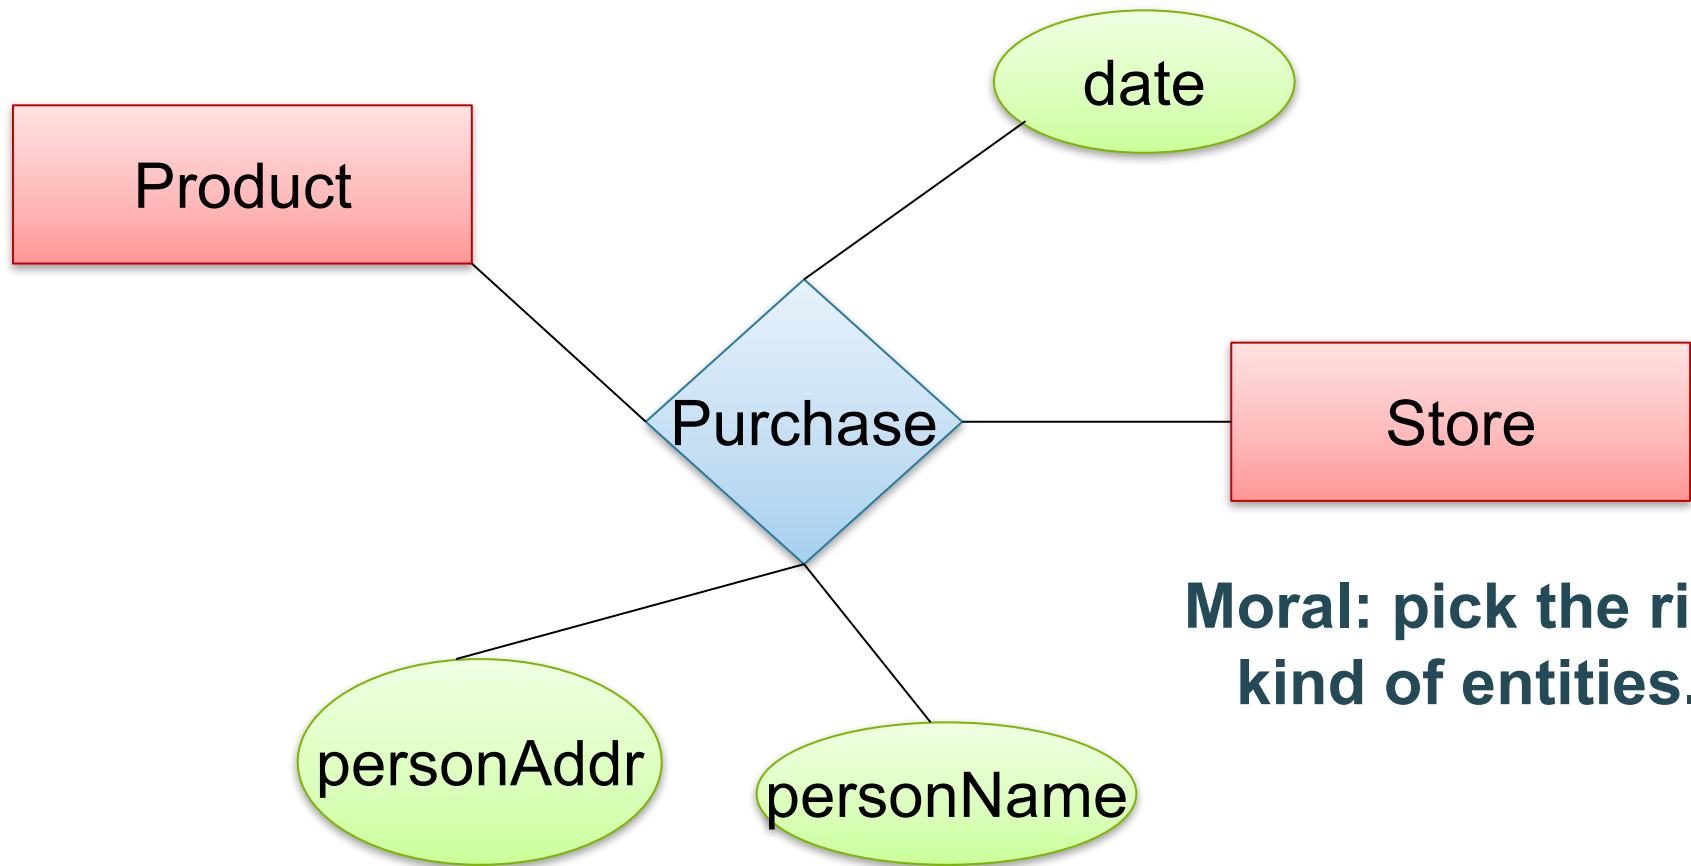 date
Product
Purchase
Store
Moral: pick the ri
kind of entities.
personAddr
personName